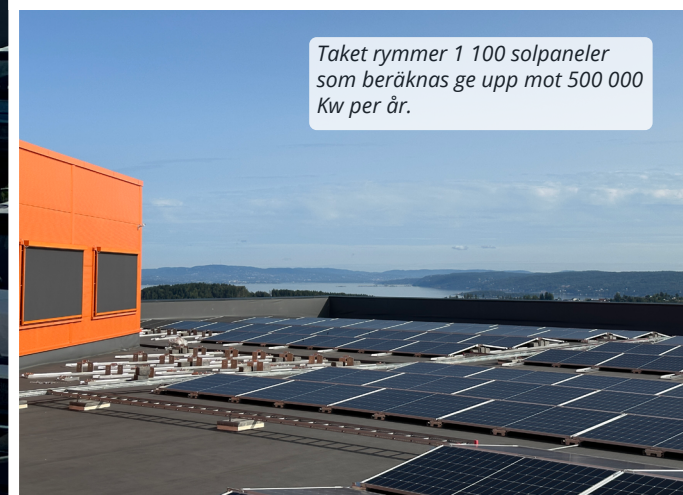 Taket rymmer 1 100 solpaneler
som beräknas ge upp mot 500 000
Kw per år.